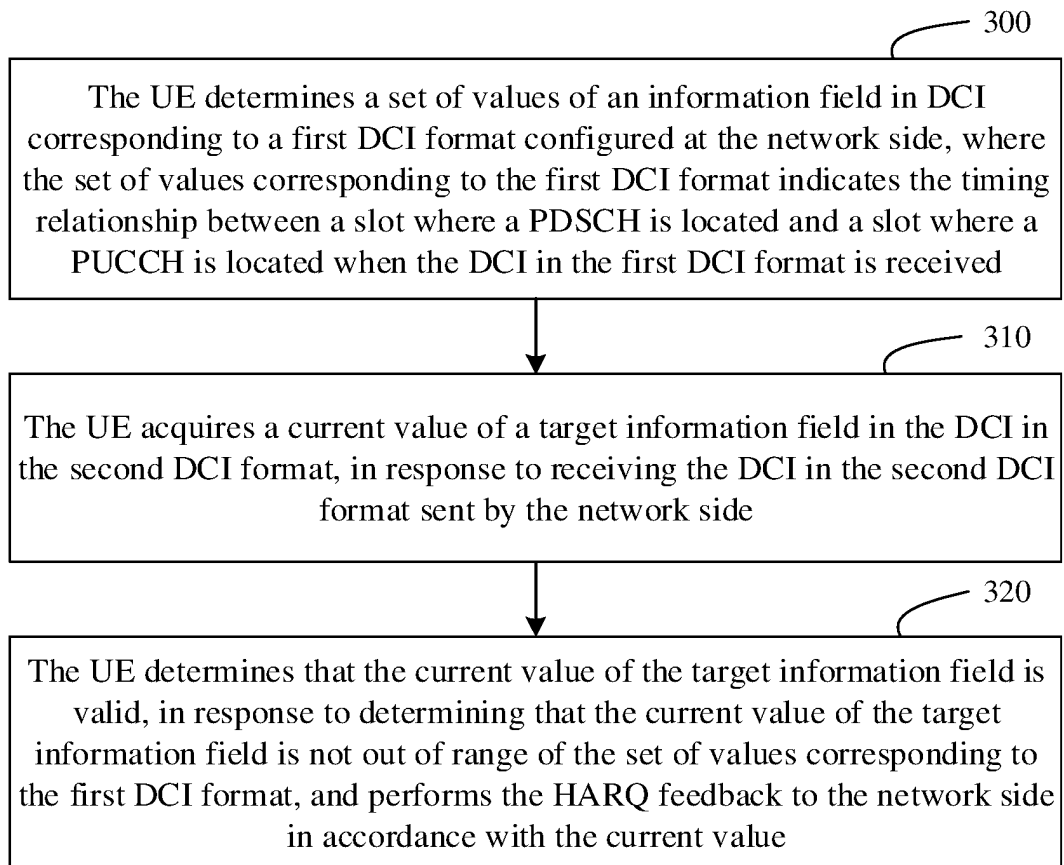 300
The UE determines a set of values of an information field in DCI
corresponding to a first DCI format configured at the network side, where
the set of values corresponding to the first DCI format indicates the timing
relationship between a slot where a PDSCH is located and a slot where a
PUCCH is located when the DCI in the first DCI format is received
310
The UE acquires a current value of a target information field in the DCI in
the second DCI format, in response to receiving the DCI in the second DCI
format sent by the network side
320
The UE determines that the current value of the target information field is
valid, in response to determining that the current value of the target
information field is not out of range of the set of values corresponding to
the first DCI format, and performs the HARQ feedback to the network side
in accordance with the current value